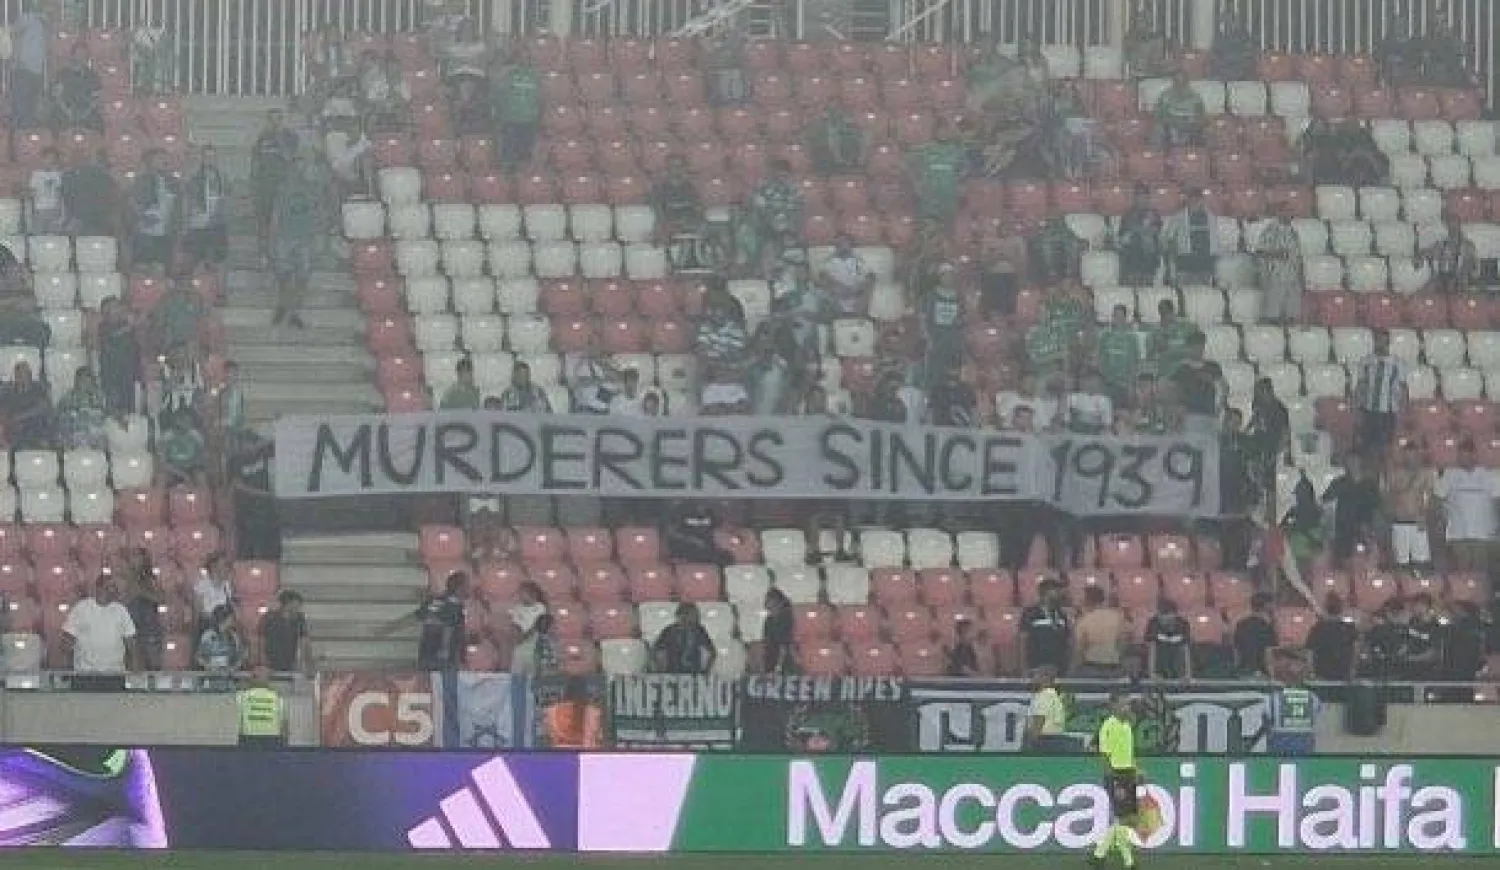 MURDERERS SINCE 1939
C5
INFERNO
GREEN APES
Maccabi Haifa